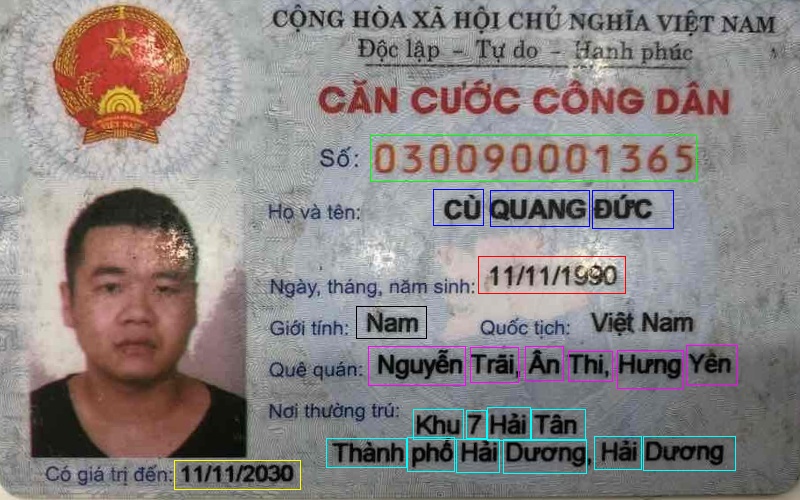 CỘNG HÒA XÃ HỘI CHỦ NGHĨA VIỆT NAM
Độc lập - Tự do - Hạnh phúc
CĂN CƯỚC CÔNG DÂN
Số: 030090001365
Họ và tên: CÙ QUANG ĐỨC
Ngày, tháng, năm sinh: 11/11/1990
Giới tính: Nam Quốc tịch: Việt Nam
Quê quán: Nguyễn Trãi, Ân Thi, Hưng Yên
Nơi thường trú: Khu 7 Hải Tân
Thành phố Hải Dương, Hải Dương
Có giá trị đến: 11/11/2030